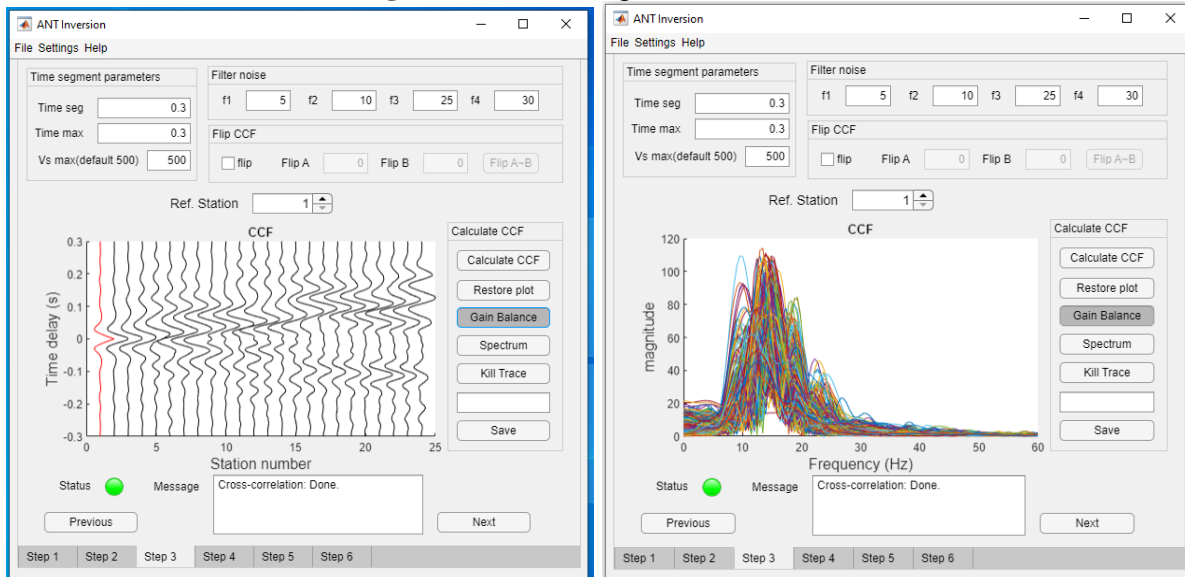 ANT Inversion
File Settings Help
Time segment parameters
Time seg 0.3
Time max 0.3
Vs max(default 500) 500
Filter noise
f1 5 f2 10 f3 25 f4 30
Flip CCF
flip Flip A 0 Flip B 0 Flip A~B
Ref. Station 1
CCF
Time delay (s)
0.3
0.2
0.1
0
-0.1
-0.2
-0.3
0 5 10 15 20 25
Station number
Calculate CCF
Calculate CCF
Restore plot
Gain Balance
Spectrum
Kill Trace
Save
Status Message Cross-correlation: Done.
Previous Next
Step 1 Step 2 Step 3 Step 4 Step 5 Step 6
ANT Inversion
File Settings Help
Time segment parameters
Time seg 0.3
Time max 0.3
Vs max(default 500) 500
Filter noise
f1 5 f2 10 f3 25 f4 30
Flip CCF
flip Flip A 0 Flip B 0 Flip A~B
Ref. Station 1
CCF
magnitude
120
100
80
60
40
20
0
0 10 20 30 40 50 60
Frequency (Hz)
Calculate CCF
Calculate CCF
Restore plot
Gain Balance
Spectrum
Kill Trace
Save
Status Message Cross-correlation: Done.
Previous Next
Step 1 Step 2 Step 3 Step 4 Step 5 Step 6